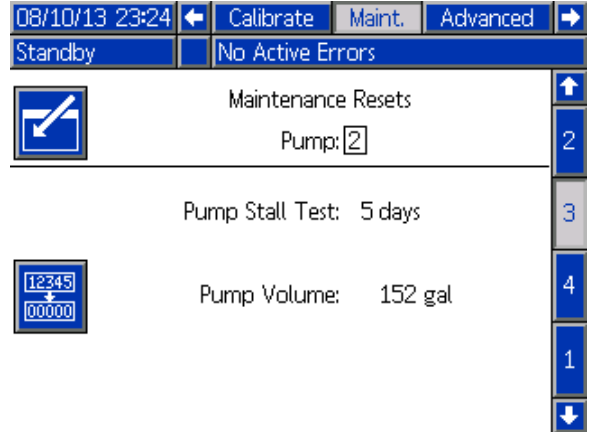 08/10/13 23:24 Calibrate Maint. Advanced
Standby No Active Errors
Maintenance Resets
Pump: 2
2
Pump Stall Test: 5 days
3
12345
00000
Pump Volume: 152 gal
4
1